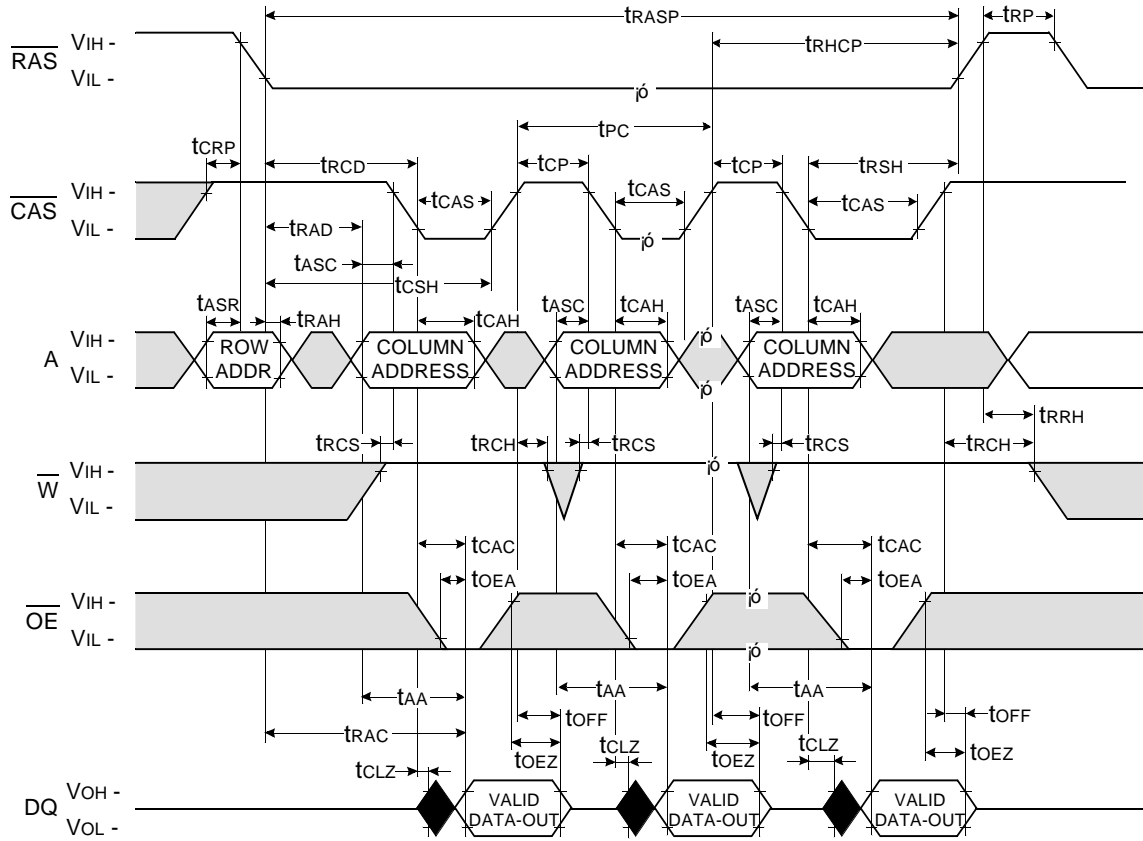 tRASP
tRP
tRHCP
RAS
VIH -
VIL -
¡ó
tCRP
tRCD
tPC
tCP
tCP
tRSH
CAS
VIH -
VIL -
tCAS
tCAS
tCAS
¡ó
tRAD
tASC
tCSH
tASR
tRAH
tCAH
tASC
tCAH
tASC
tCAH
A
VIH -
VIL -
ROW
ADDR
COLUMN
ADDRESS
COLUMN
ADDRESS
¡ó
¡ó
COLUMN
ADDRESS
tRRH
tRCS
tRCH
tRCS
tRCS
tRCH
W
VIH -
VIL -
¡ó
tCAC
tCAC
tCAC
tOEA
tOEA
tOEA
OE
VIH -
VIL -
¡ó
¡ó
tAA
tAA
tAA
tRAC
tOFF
tOFF
tOFF
tCLZ
tOEZ
tCLZ
tOEZ
tCLZ
tOEZ
DQ
VOH -
VOL -
VALID
DATA-OUT
VALID
DATA-OUT
VALID
DATA-OUT